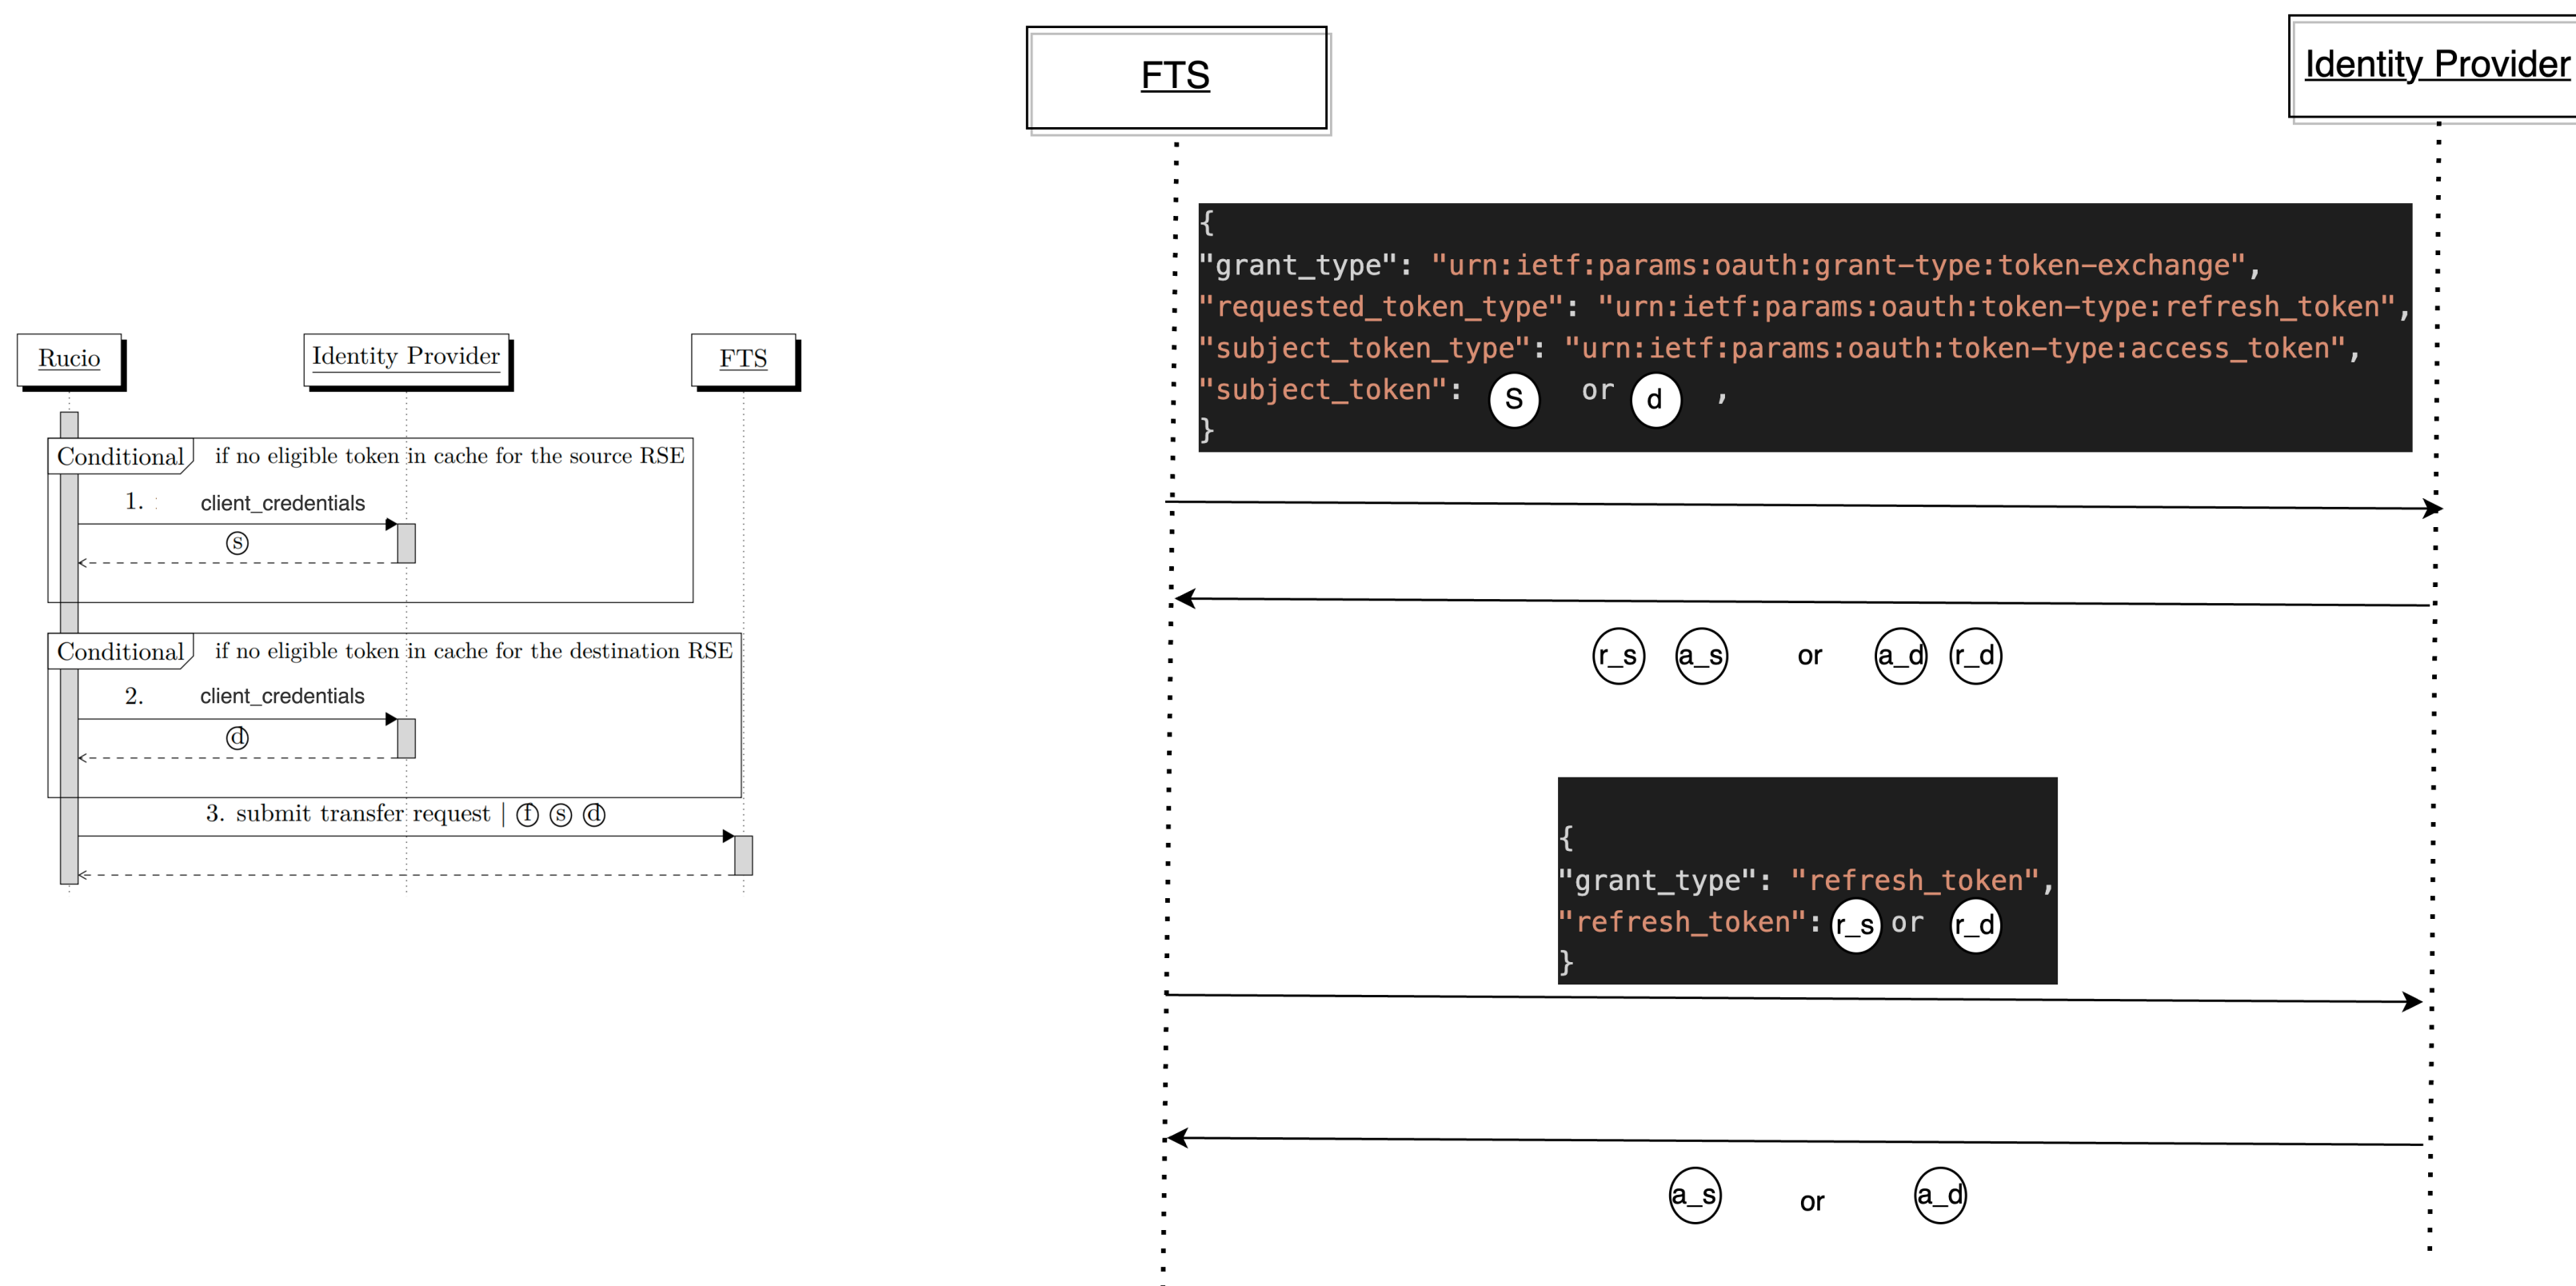 Rucio
Identity Provider
FTS
Conditional if no eligible token in cache for the source RSE
1. client_credentials
s
Conditional if no eligible token in cache for the destination RSE
2. client_credentials
d
3. submit transfer request | f s d
FTS
Identity Provider
{
"grant_type": "urn:ietf:params:oauth:grant-type:token-exchange",
"requested_token_type": "urn:ietf:params:oauth:token-type:refresh_token",
"subject_token_type": "urn:ietf:params:oauth:token-type:access_token",
"subject_token": S or d ,
}
r_s a_s or a_d r_d
{
"grant_type": "refresh_token",
"refresh_token": r_s or r_d
}
a_s or a_d